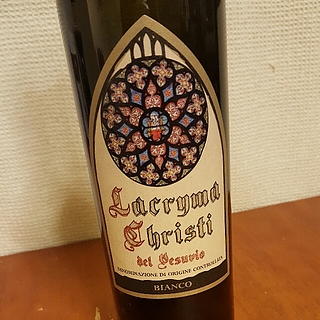 Lacryma
Christi
del Vesuvio
DENOMINAZIONE DI ORIGINE CONTROLLATA
BIANCO